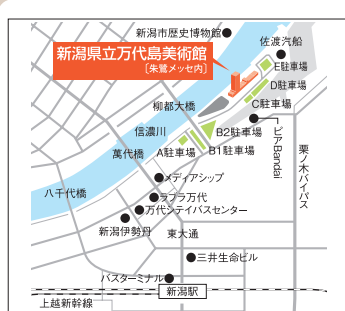 新潟市歴史博物館
佐渡汽船
新潟県立万代島美術館
[朱鷺メッセ内]
E駐車場
D駐車場
柳都大橋
C駐車場
信濃川
B2駐車場
ピアBandai
栗ノ木バイパス
萬代橋
A駐車場
B1駐車場
メディアシップ
八千代橋
ラブラ万代
万代シテイバスセンター
新潟伊勢丹
東大通
三井生命ビル
バスターミナル
新潟駅
上越新幹線